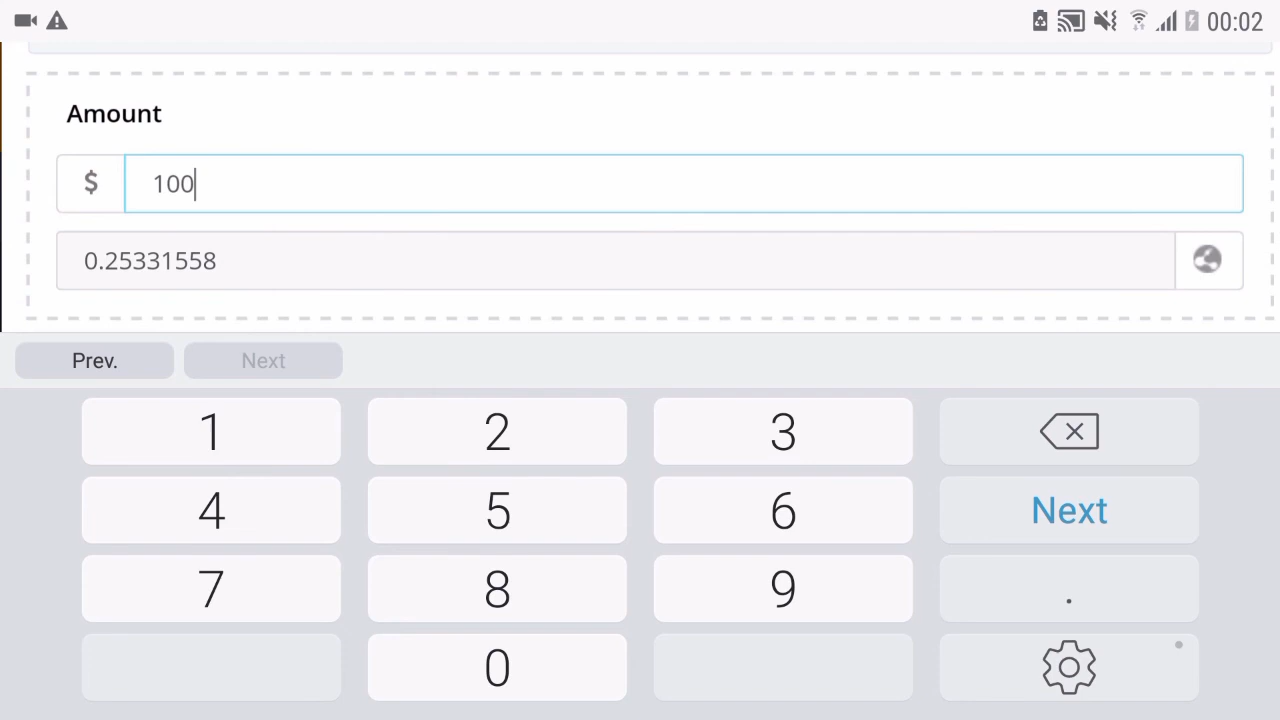 00:02
Amount
$ 100
0.25331558
Prev. Next
1 2 3
4 5 6 Next
7 8 9 .
0